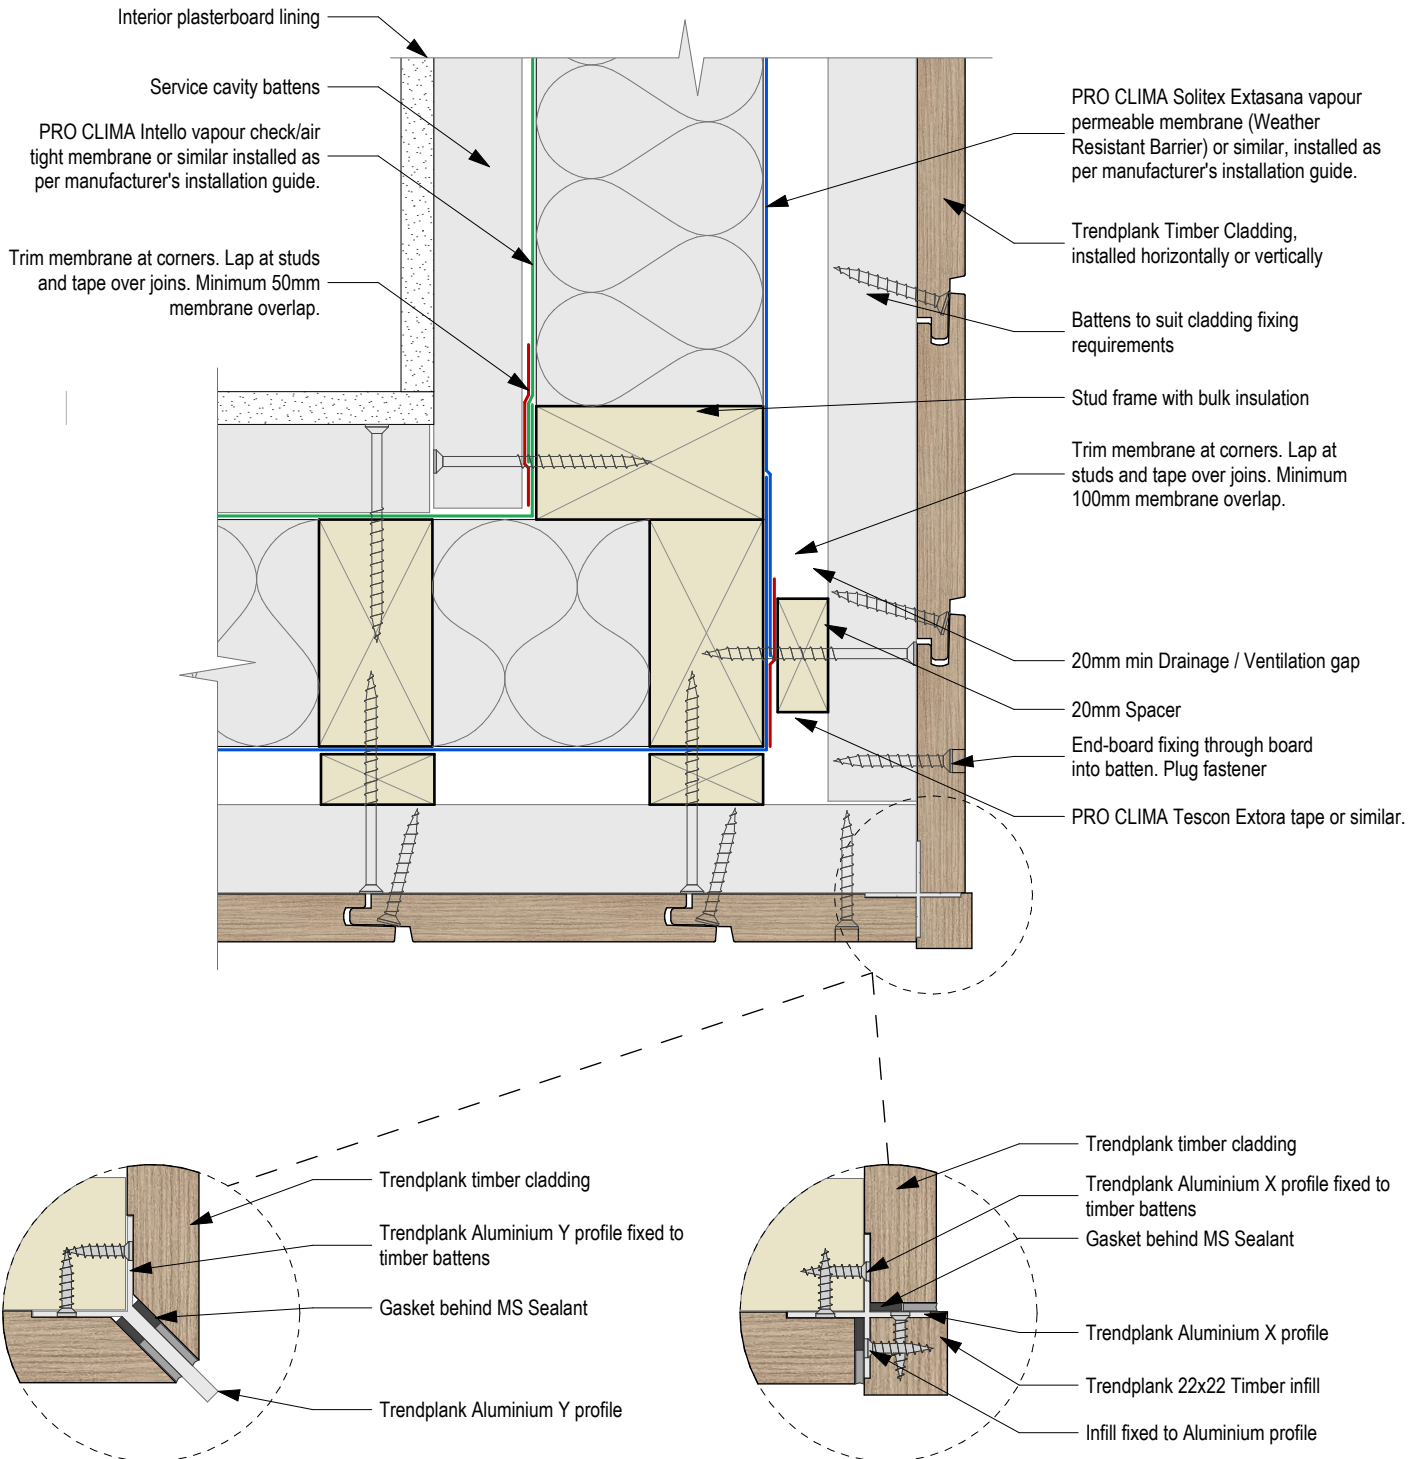 Interior plasterboard lining
Service cavity battens
PRO CLIMA Intello vapour check/air
tight membrane or similar installed as
per manufacturer's installation guide.
Trim membrane at corners. Lap at studs
and tape over joins. Minimum 50mm
membrane overlap.
PRO CLIMA Solitex Extasana vapour
permeable membrane (Weather
Resistant Barrier) or similar, installed as
per manufacturer's installation guide.
Trendplank Timber Cladding,
installed horizontally or vertically
Battens to suit cladding fixing
requirements
Stud frame with bulk insulation
Trim membrane at corners. Lap at
studs and tape over joins. Minimum
100mm membrane overlap.
20mm min Drainage / Ventilation gap
20mm Spacer
End-board fixing through board
into batten. Plug fastener
PRO CLIMA Tescon Extora tape or similar.
Trendplank timber cladding
Trendplank Aluminium Y profile fixed to
timber battens
Gasket behind MS Sealant
Trendplank Aluminium Y profile
Trendplank timber cladding
Trendplank Aluminium X profile fixed to
timber battens
Gasket behind MS Sealant
Trendplank Aluminium X profile
Trendplank 22x22 Timber infill
Infill fixed to Aluminium profile